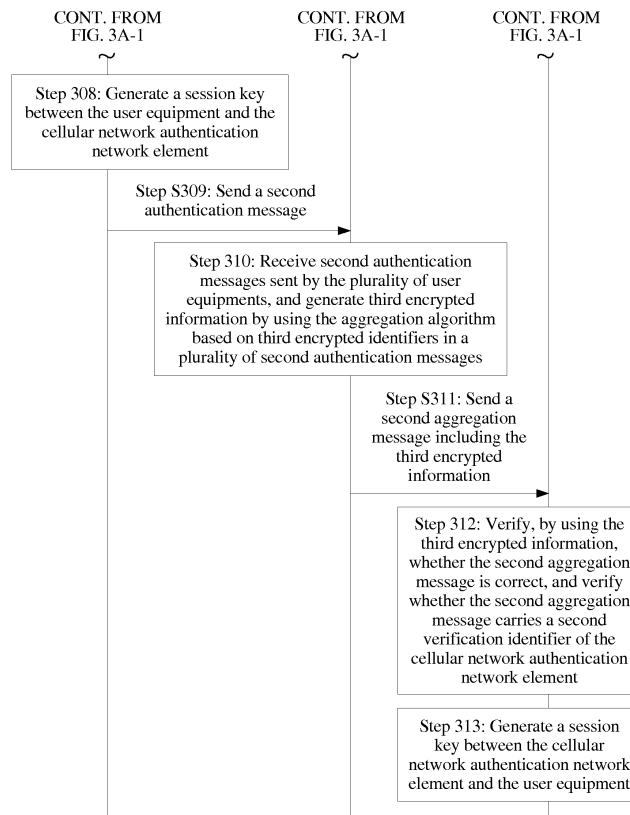 CONT. FROM
FIG. 3A-1
CONT. FROM
FIG. 3A-1
CONT. FROM
FIG. 3A-1
Step 308: Generate a session key
between the user equipment and the
cellular network authentication
network element
Step S309: Send a second
authentication message
Step 310: Receive second authentication
messages sent by the plurality of user
equipments, and generate third encrypted
information by using the aggregation algorithm
based on third encrypted identifiers in a
plurality of second authentication messages
Step S311: Send a
second aggregation
message including the
third encrypted
information
Step 312: Verify, by using the
third encrypted information,
whether the second aggregation
message is correct, and verify
whether the second aggregation
message carries a second
verification identifier of the
cellular network authentication
network element
Step 313: Generate a session
key between the cellular
network authentication network
element and the user equipment